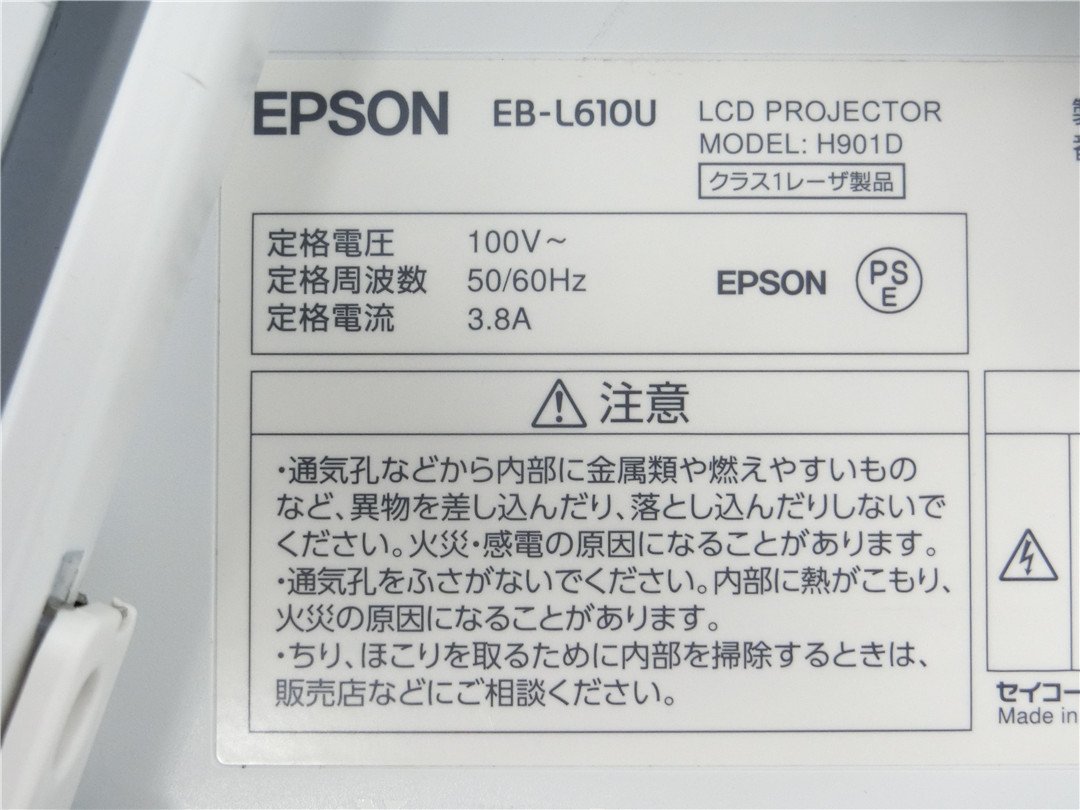 EPSON EB-L610U LCD PROJECTOR
MODEL: H901D
クラス1レーザ製品
定格電圧 100V~
定格周波数 50/60Hz
定格電流 3.8A
EPSON PSE
注意
・通気孔などから内部に金属類や燃えやすいもの
など、異物を差し込んだり、落とし込んだりしないで
ください。火災・感電の原因になることがあります。
・通気孔をふさがないでください。内部に熱がこもり、
火災の原因になることがあります。
・ちり、ほこりを取るために内部を掃除するときは、
販売店などにご相談ください。
セイコー
Made in